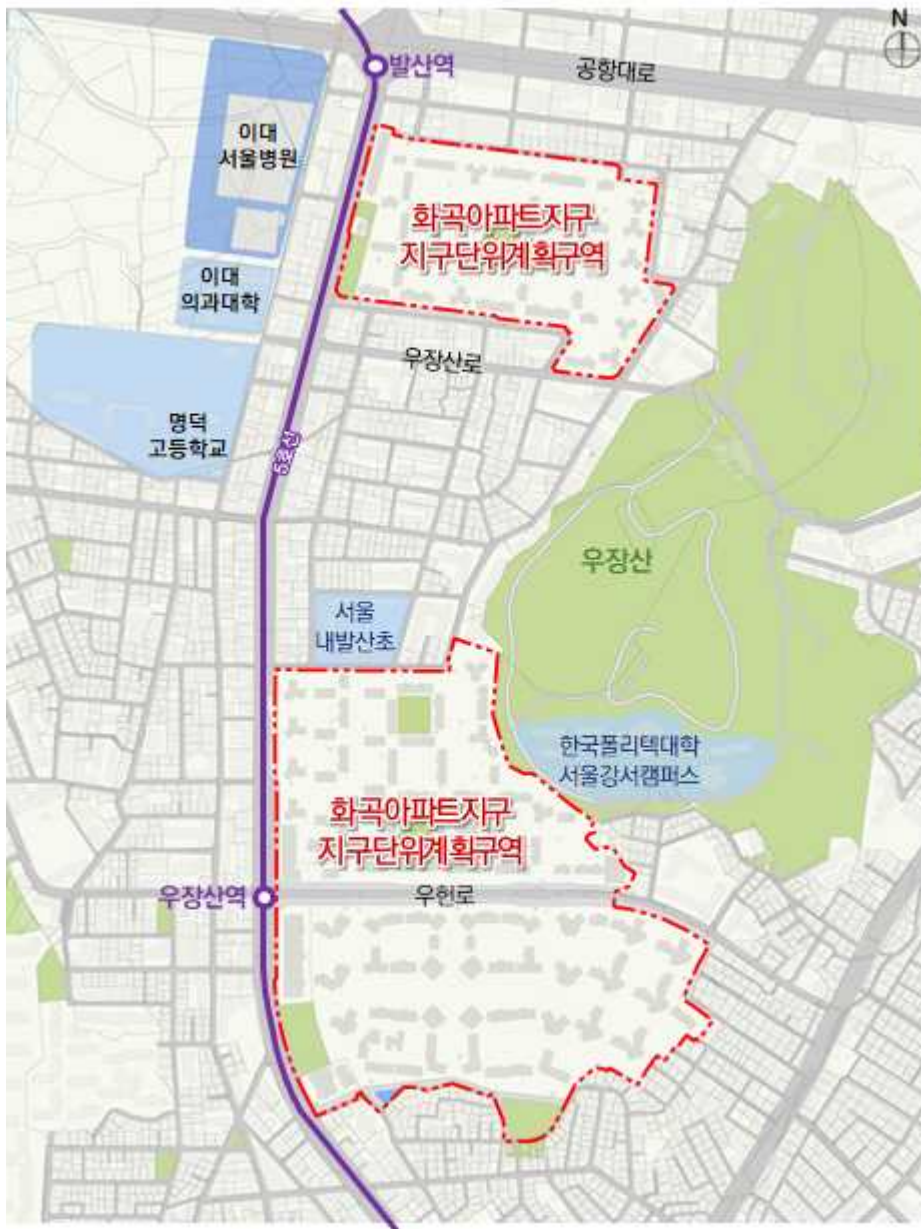 N
발산역
공항대로
이대
서울병원
화곡아파트지구
지구단위계획구역
이대
의과대학
우장산로
명덕
고등학교
5호선
우장산
서울
내발산초
한국폴리텍대학
서울강서캠퍼스
화곡아파트지구
지구단위계획구역
우장산역
우현로